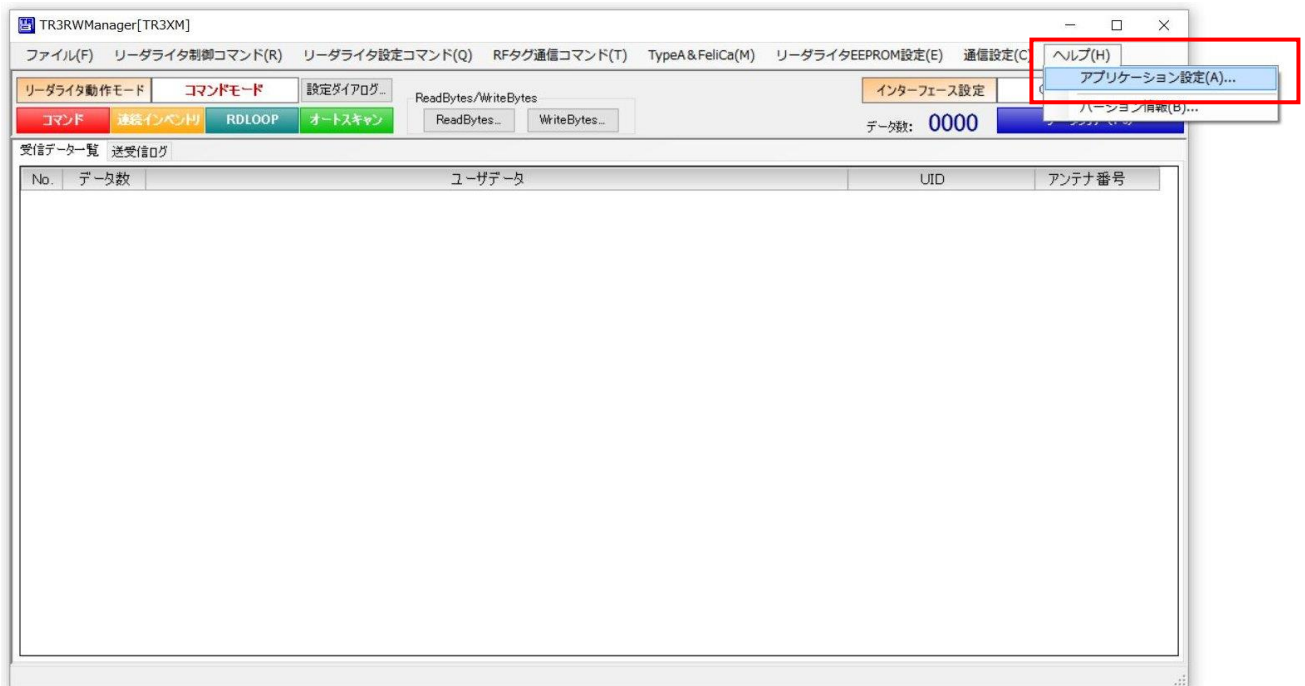 TR3RWManager[TR3XM]
ファイル(F) リーダライタ制御コマンド(R) リーダライタ設定コマンド(Q) RFタグ通信コマンド(T) TypeA&FeliCa(M) リーダライタEEPROM設定(E) 通信設定(C) ヘルプ(H)
アプリケーション設定(A)...
バージョン情報(B)...
リーダライタ動作モード コマンドモード 設定ダイアログ... ReadBytes/WriteBytes インターフェース設定
コマンド 連続インベントリ RDLOOP オートスキャン ReadBytes... WriteBytes... データ数: 0000
受信データ一覧 送受信ログ
No. データ数 ユーザデータ UID アンテナ番号